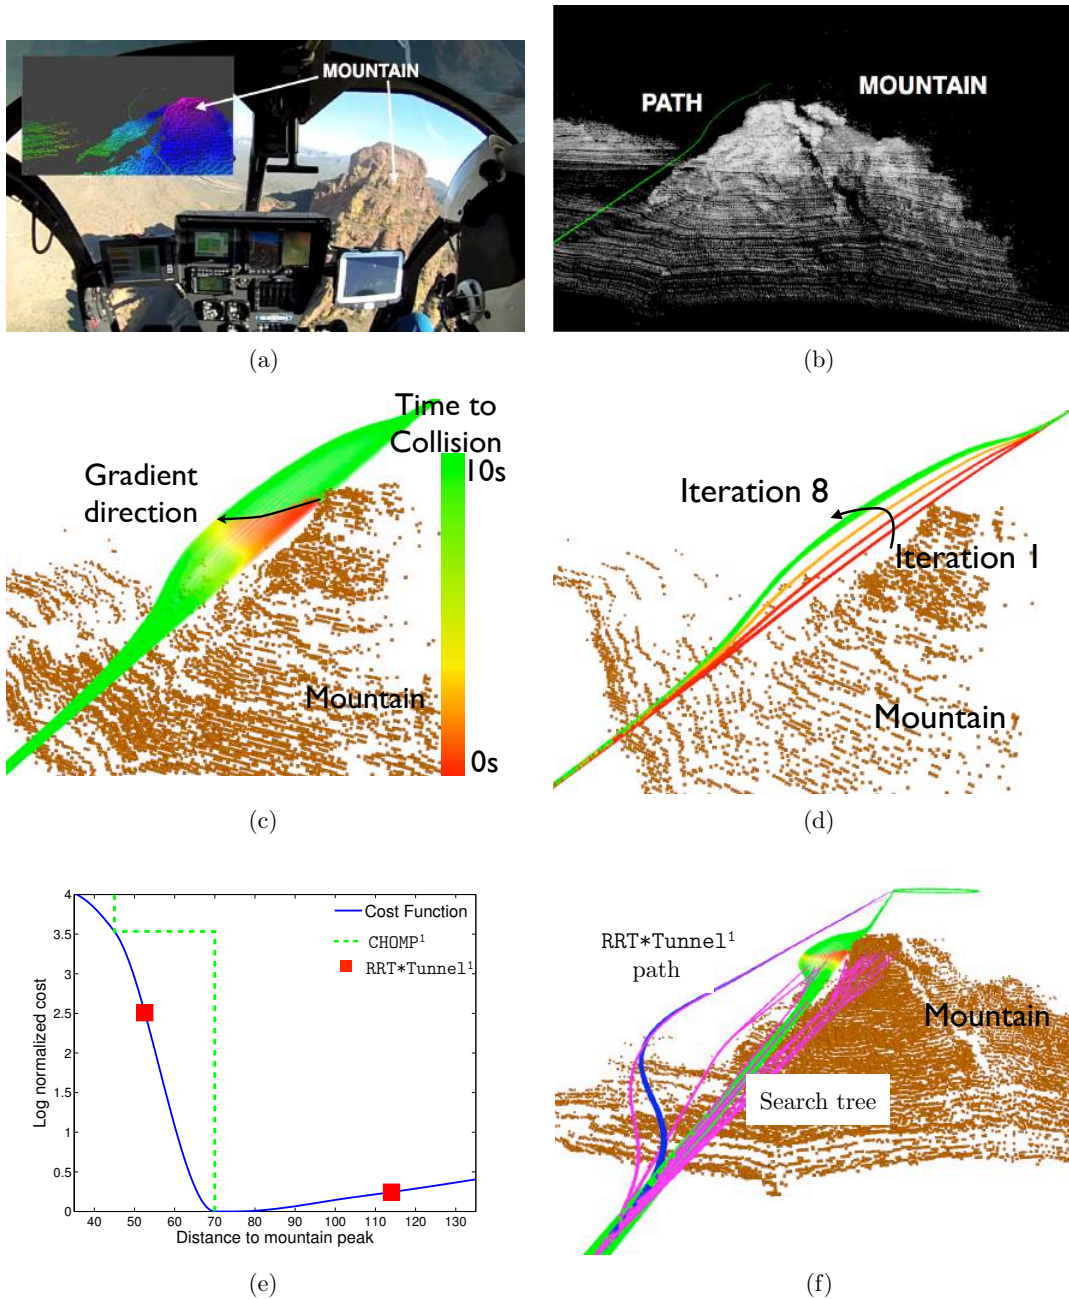 MOUNTAIN
(a)
PATH
MOUNTAIN
(b)
Time to
Collision
10s
Gradient
direction
Mountain
0s
(c)
Iteration 8
Iteration 1
Mountain
(d)
Log normalized cost
4
3.5
3
2.5
2
1.5
1
0.5
0
40 50 60 70 80 90 100 110 120 130
Distance to mountain peak
Cost Function
CHOMP¹
RRT*Tunnel¹
(e)
RRT*Tunnel¹
path
Mountain
Search tree
(f)